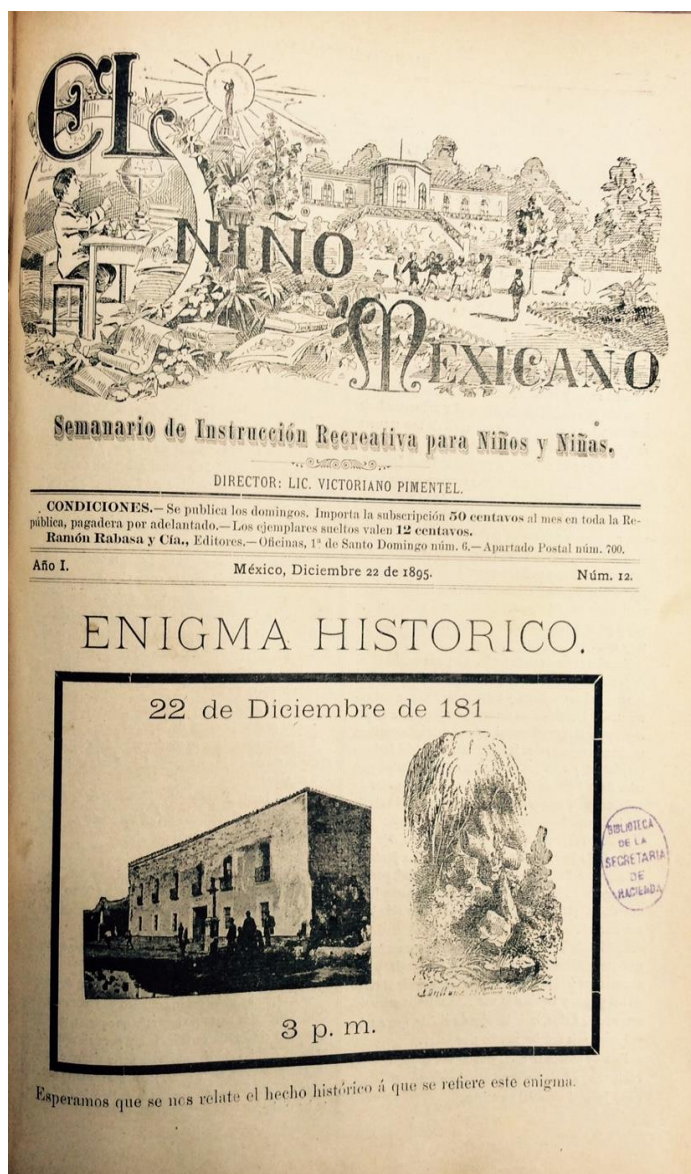 EL
NIÑO
MEXICANO
Semanario de Instrucción Recreativa para Niños y Niñas.
DIRECTOR: LIC. VICTORIANO PIMENTEL.
CONDICIONES.—Se publica los domingos. Importa la subscripción 50 centavos al mes en toda la Re-
pública, pagadera por adelantado.—Los ejemplares sueltos valen 12 centavos.
Ramón Rabasa y Cía., Editores.—Oficinas, 1ª de Santo Domingo núm. 6.—Apartado Postal núm. 700.
Año I. México, Diciembre 22 de 1895. Núm. 12.
ENIGMA HISTORICO.
22 de Diciembre de 181
3 p. m.
BIBLIOTECA
DE LA
SECRETARIA
DE
HACIENDA
Esperamos que se nos relate el hecho histórico á que se refiere este enigma.